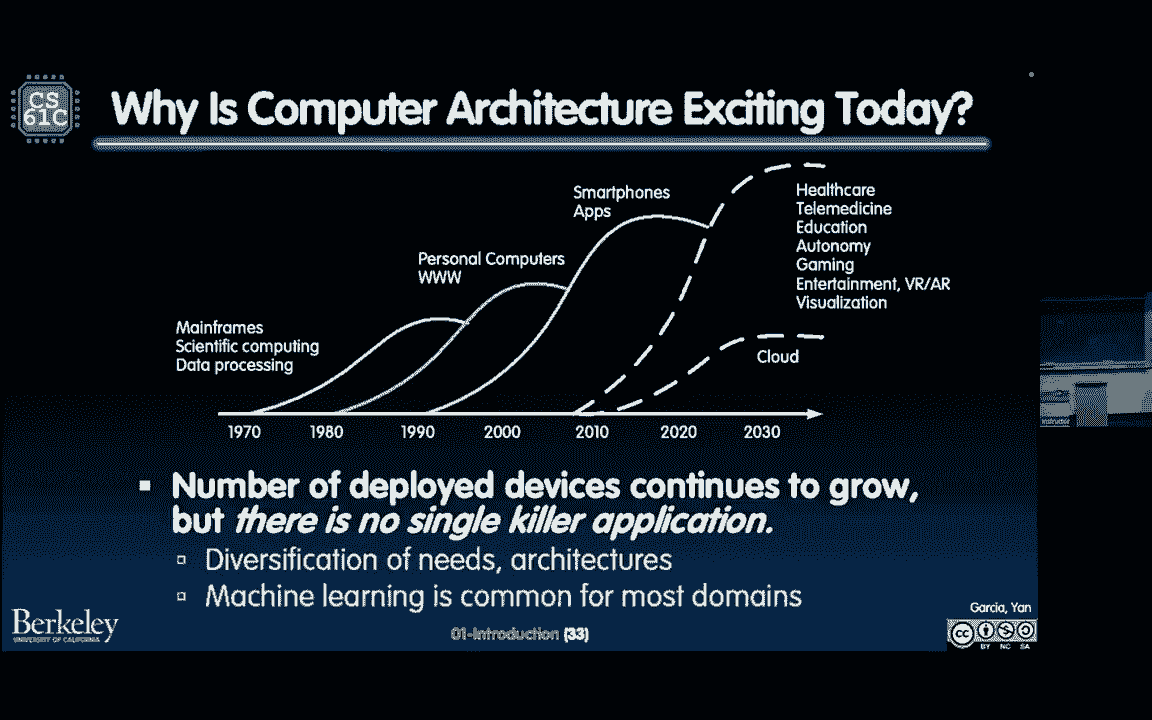 CS
61C
Why Is Computer Architecture Exciting Today?
Smartphones
Apps
Healthcare
Telemedicine
Education
Autonomy
Gaming
Entertainment, VR/AR
Visualization
Personal Computers
WWW
Mainframes
Scientific computing
Data processing
Cloud
1970 1980 1990 2000 2010 2020 2030
Number of deployed devices continues to grow,
but there is no single killer application.
Diversification of needs, architectures
Machine learning is common for most domains
Berkeley
UNIVERSITY OF CALIFORNIA
01-Introduction (33)
Garcia, Yan
cc
BY NC SA